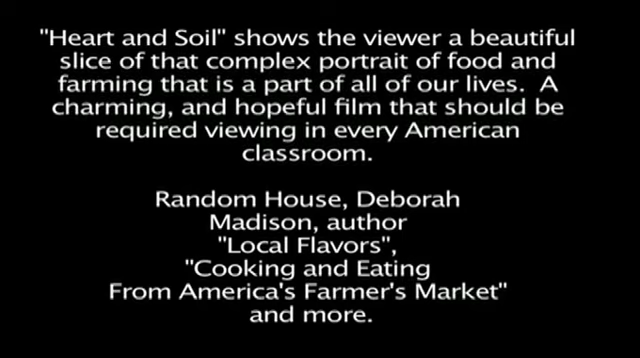 "Heart and Soil" shows the viewer a beautiful
slice of that complex portrait of food and
farming that is a part of all of our lives.  A
charming, and hopeful film that should be
required viewing in every American
classroom.
Random House, Deborah
Madison, author
"Local Flavors",
"Cooking and Eating
From America's Farmer's Market"
and more.